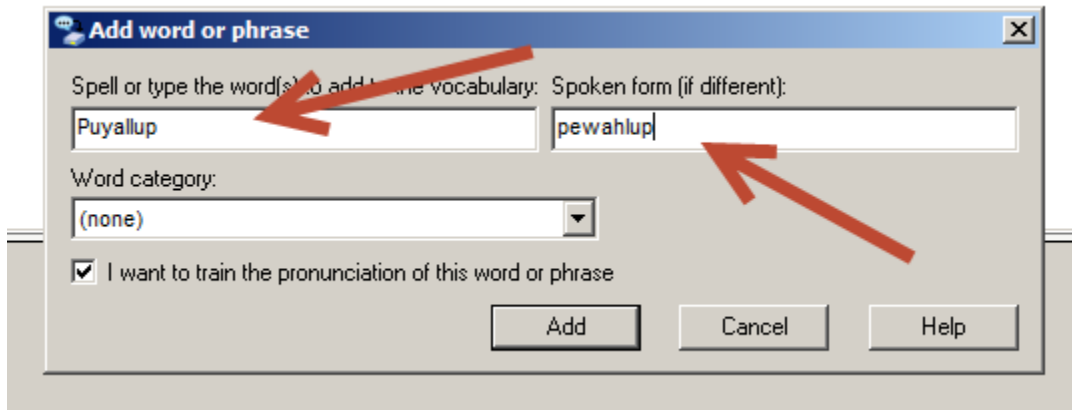 Add word or phrase
Spell or type the word(s) to add to the vocabulary: Spoken form (if different):
Puyallup pewahlup
Word category:
(none)
I want to train the pronunciation of this word or phrase
Add Cancel Help